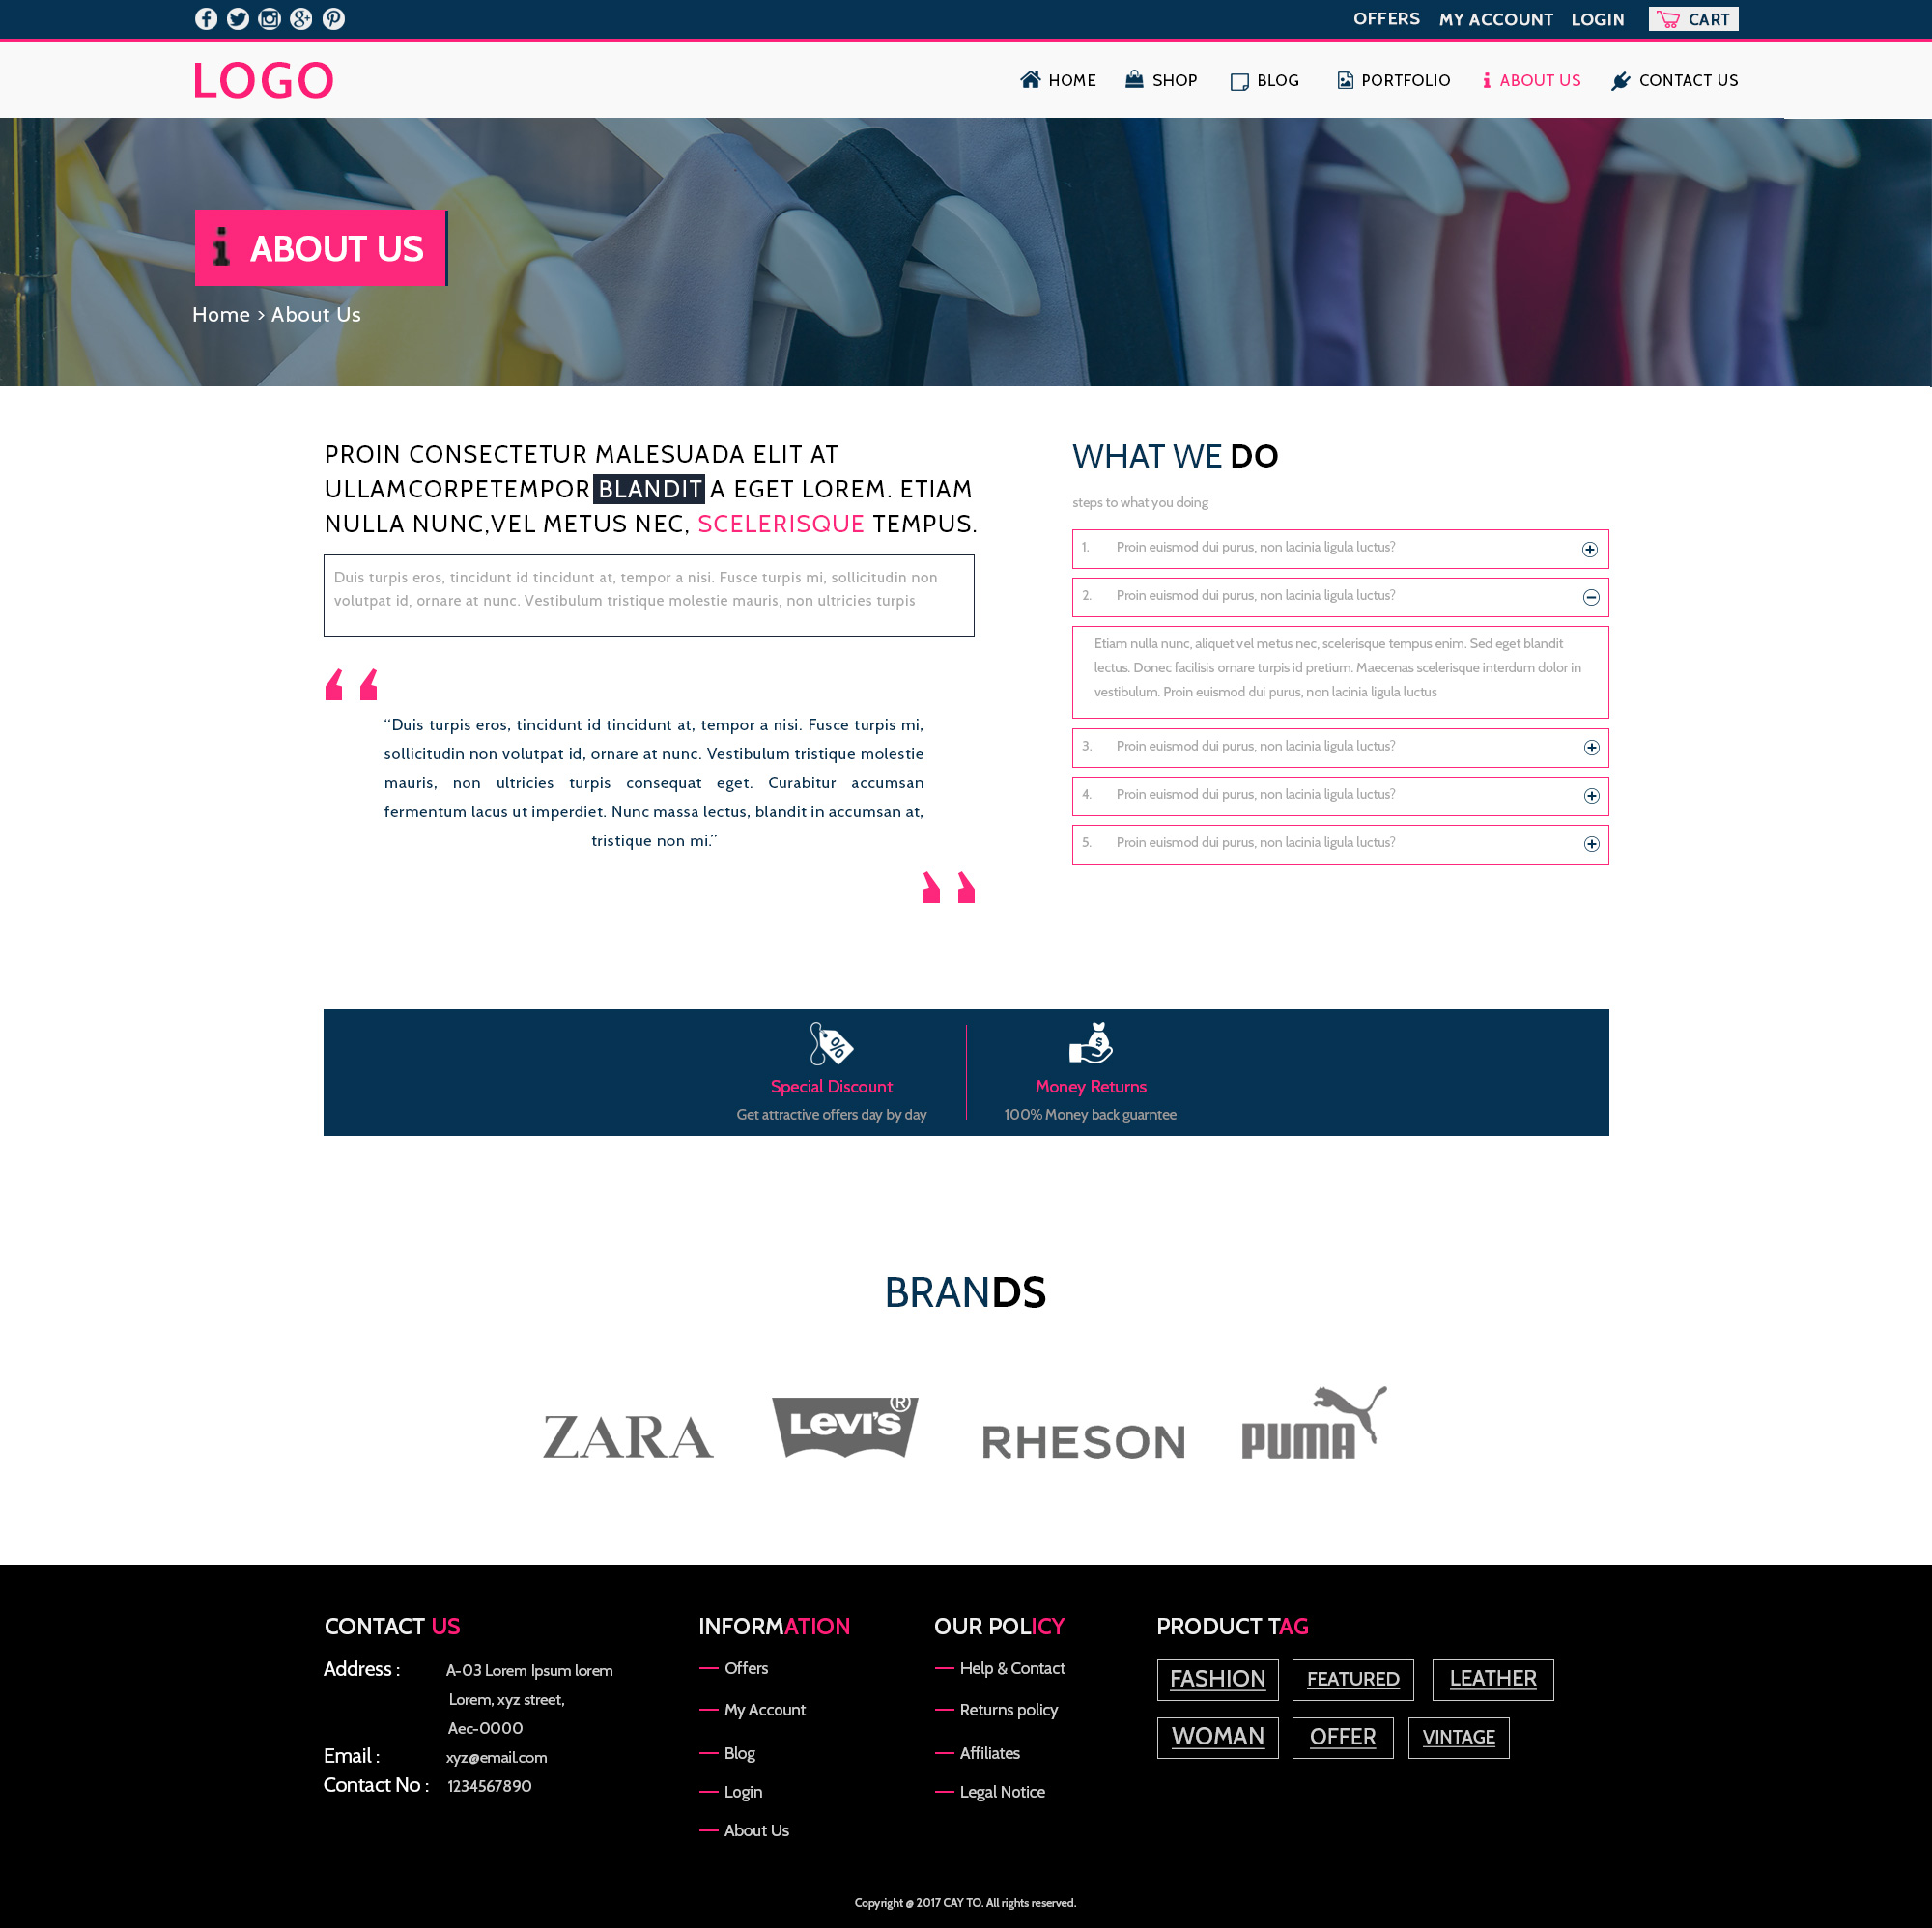 OFFERS MY ACCOUNT LOGIN CART
LOGO
HOME SHOP BLOG PORTFOLIO ABOUT US CONTACT US
ABOUT US
Home > About Us
PROIN CONSECTETUR MALESUADA ELIT AT
ULLAMCORPETEMPOR BLANDIT A EGET LOREM. ETIAM
NULLA NUNC,VEL METUS NEC, SCELERISQUE TEMPUS.
Duis turpis eros, tincidunt id tincidunt at, tempor a nisi. Fusce turpis mi, sollicitudin non
volutpat id, ornare at nunc. Vestibulum tristique molestie mauris, non ultricies turpis
“Duis turpis eros, tincidunt id tincidunt at, tempor a nisi. Fusce turpis mi,
sollicitudin non volutpat id, ornare at nunc. Vestibulum tristique molestie
mauris, non ultricies turpis consequat eget. Curabitur accumsan
fermentum lacus ut imperdiet. Nunc massa lectus, blandit in accumsan at,
tristique non mi.”
WHAT WE DO
steps to what you doing
1. Proin euismod dui purus, non lacinia ligula luctus?
2. Proin euismod dui purus, non lacinia ligula luctus?
Etiam nulla nunc, aliquet vel metus nec, scelerisque tempus enim. Sed eget blandit
lectus. Donec facilisis ornare turpis id pretium. Maecenas scelerisque interdum dolor in
vestibulum. Proin euismod dui purus, non lacinia ligula luctus
3. Proin euismod dui purus, non lacinia ligula luctus?
4. Proin euismod dui purus, non lacinia ligula luctus?
5. Proin euismod dui purus, non lacinia ligula luctus?
Special Discount
Get attractive offers day by day
Money Returns
100% Money back guarntee
BRANDS
ZARA
LEVI'S ®
RHESON
PUMA
CONTACT US
Address : A-03 Lorem Ipsum lorem
Lorem, xyz street,
Aec-0000
Email : xyz@email.com
Contact No : 1234567890
INFORMATION
Offers
My Account
Blog
Login
About Us
OUR POLICY
Help & Contact
Returns policy
Affiliates
Legal Notice
PRODUCT TAG
FASHION FEATURED LEATHER
WOMAN OFFER VINTAGE
Copyright @ 2017 CAY TO. All rights reserved.